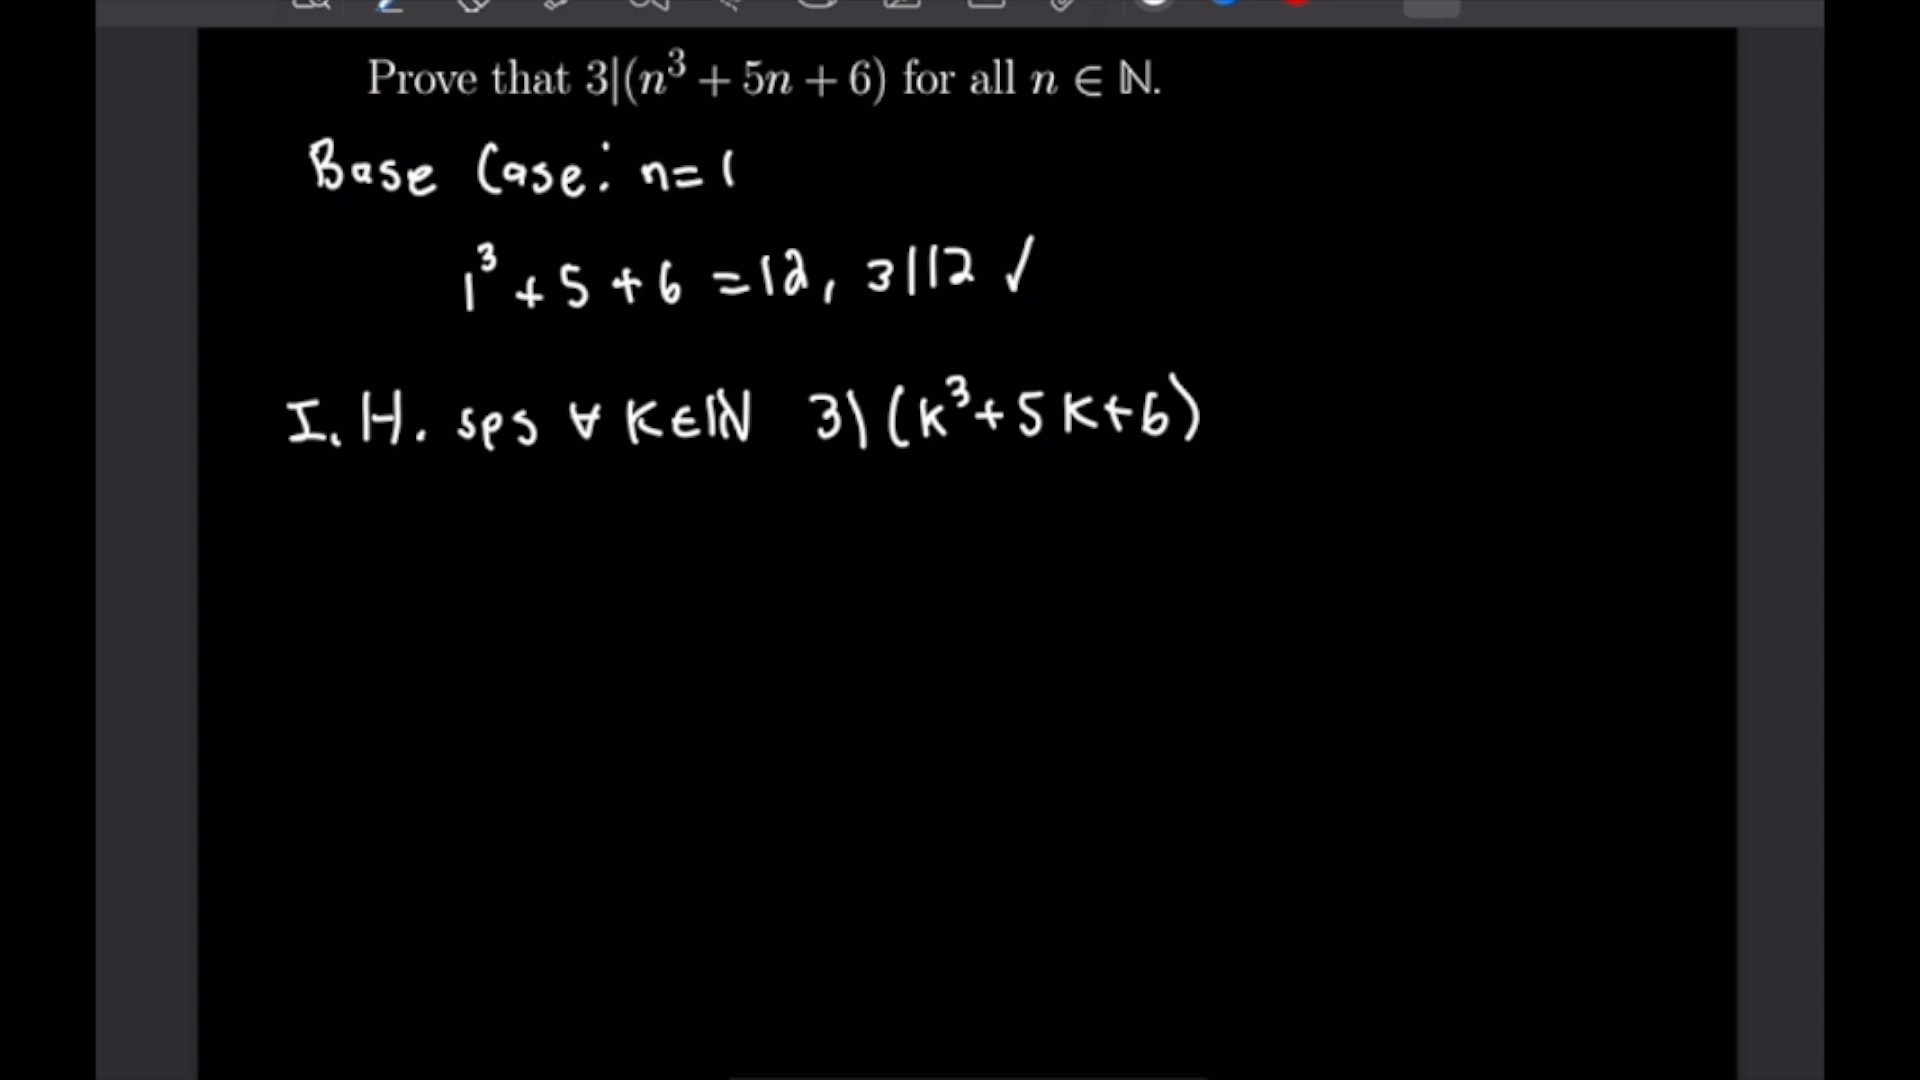 Prove that 3|(n³ + 5n + 6) for all n ∈ ℕ.
Base Case: n=1
1³ + 5 + 6 = 12, 3|12 ✓
I.H. sps ∀ K∈ℕ 3|(k³+5K+6)